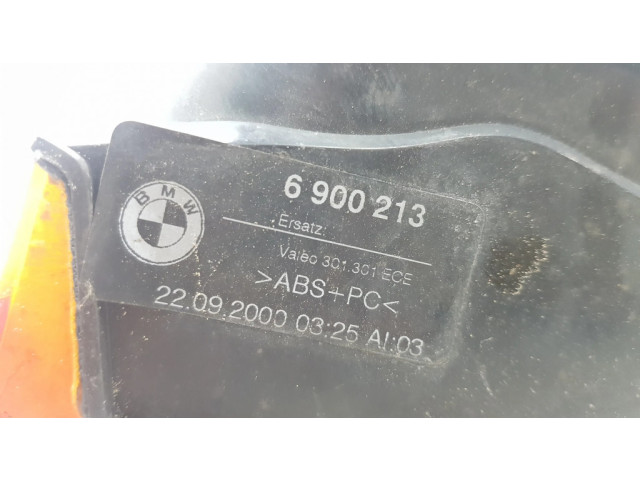 BMW
6 900 213
Ersatz:
Valeo 301.301 ECE
>ABS+PC<
22.09.2000 03:25 AI:03